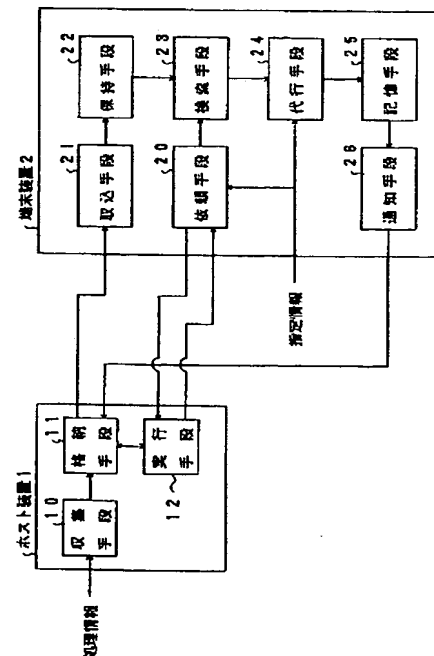 端末装置2
21
取込手段
22
保持手段
20
依頼手段
23
検流手段
24
代行手段
25
記憶手段
26
通知手段
指定情報
ホスト装置1
10
収集手段
11
格納手段
12
実行手段
処理情報